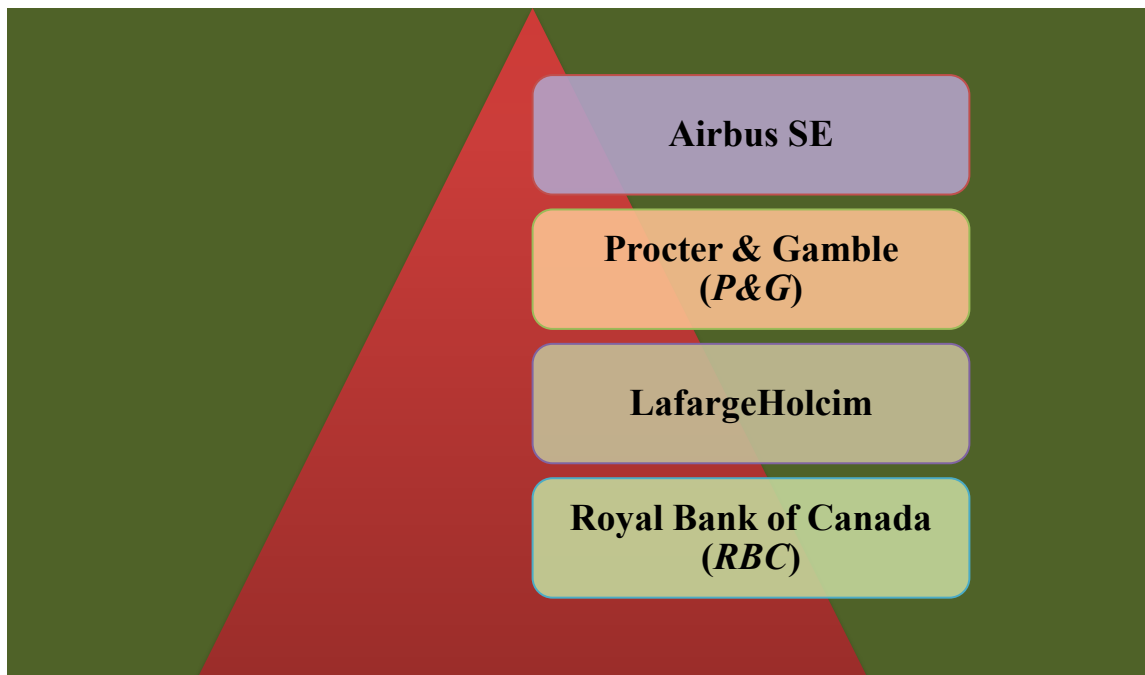 Airbus SE
Procter & Gamble
(P&G)
LafargeHolcim
Royal Bank of Canada
(RBC)